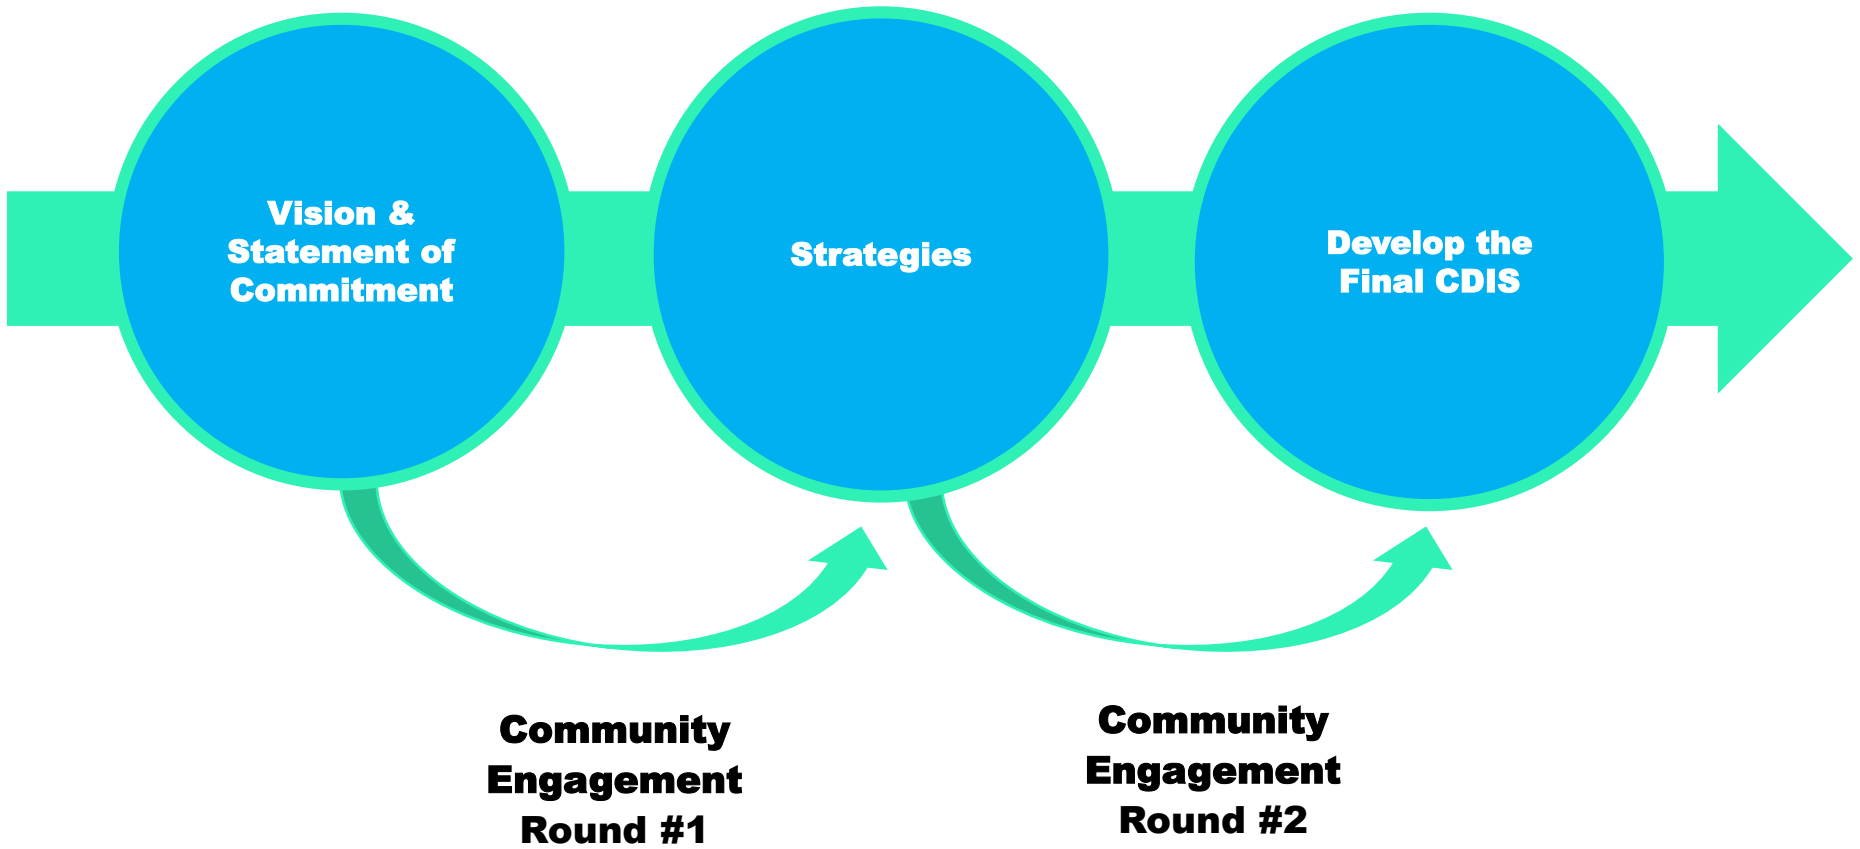 Vision &
Statement of
Commitment
Strategies
Develop the
Final CDIS
Community
Engagement
Round #1
Community
Engagement
Round #2